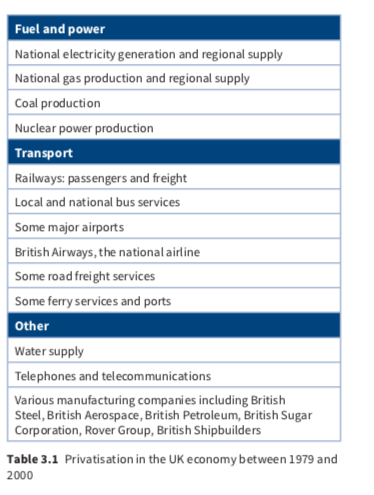 Fuel and power
National electricity generation and regional supply
National gas production and regional supply
Coal production
Nuclear power production
Transport
Railways: passengers and freight
Local and national bus services
Some major airports
British Airways, the national airline
Some road freight services
Some ferry services and ports
Other
Water supply
Telephones and telecommunications
Various manufacturing companies including British
Steel, British Aerospace, British Petroleum, British Sugar
Corporation, Rover Group, British Shipbuilders
Table 3.1 Privatisation in the UK economy between 1979 and
2000